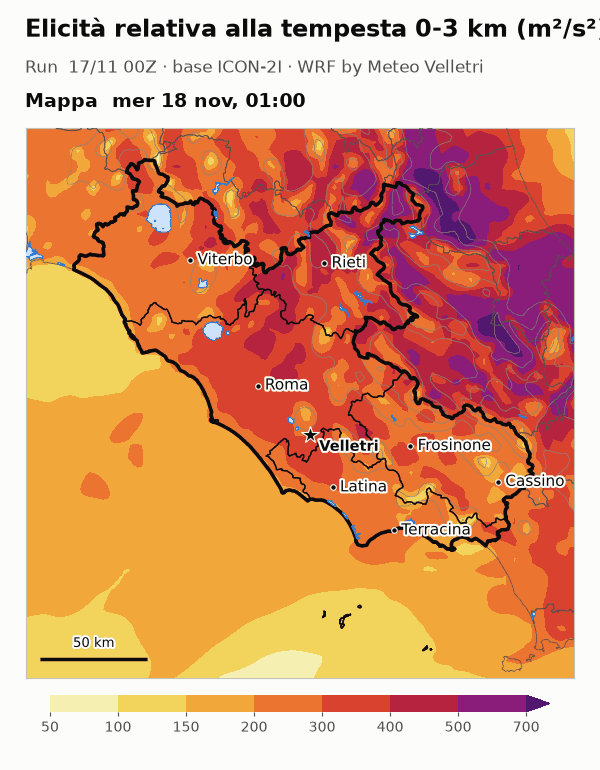 Elicità relativa alla tempesta 0-3 km (m²/s²)
Run 17/11 00Z · base ICON-2I · WRF by Meteo Velletri
Mappa mer 18 nov, 01:00
Viterbo
Rieti
Roma
Velletri
Frosinone
Cassino
Latina
Terracina
50 km
50 100 150 200 300 400 500 700